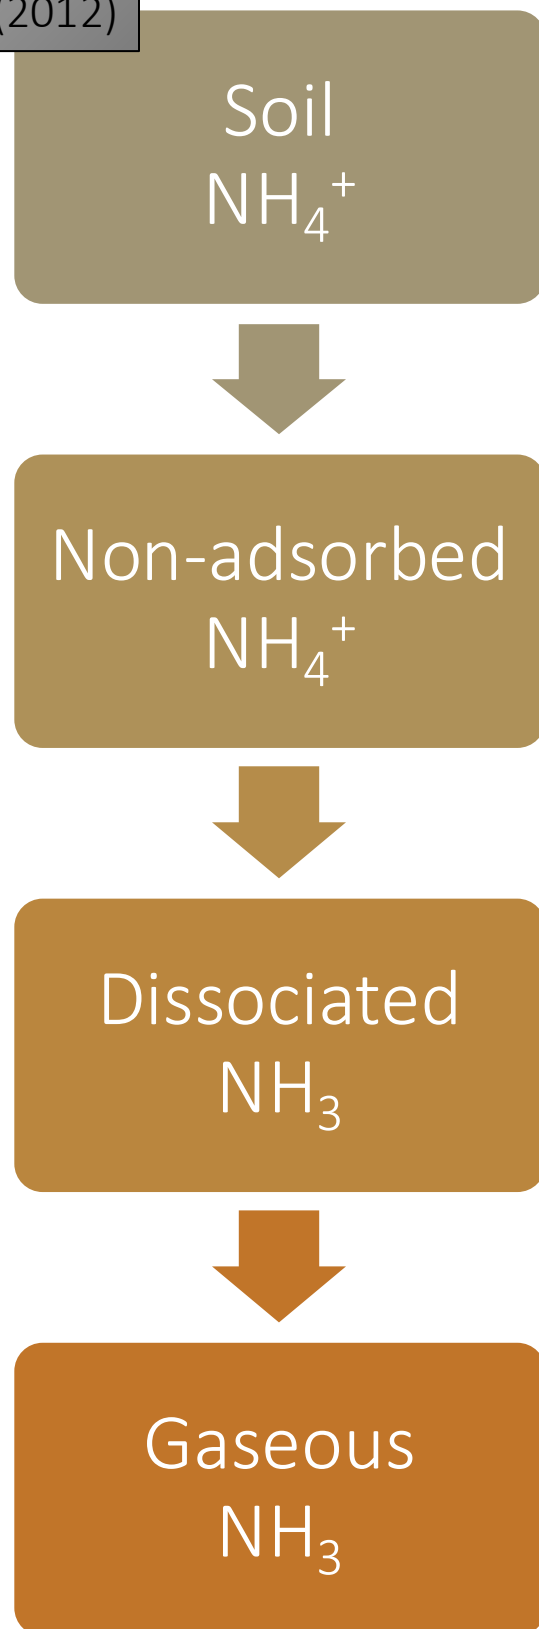 (2012)
Soil
NH₄⁺
Non-adsorbed
NH₄⁺
Dissociated
NH₃
Gaseous
NH₃